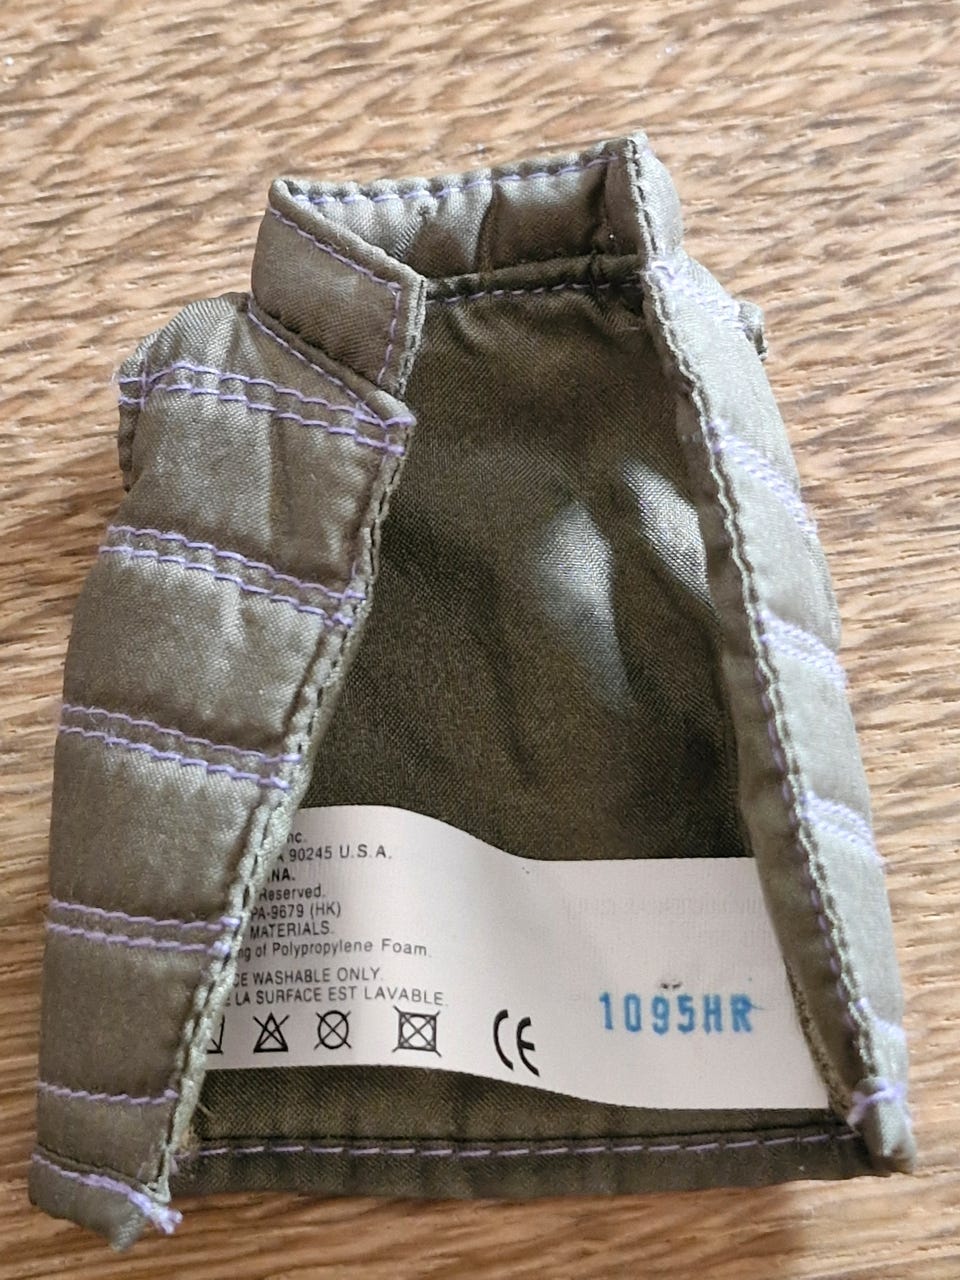 Inc.
A 90245 U.S.A.
INA.
Reserved.
PA-9679 (HK)
MATERIALS.
ng of Polypropylene Foam.
CE WASHABLE ONLY.
E LA SURFACE EST LAVABLE.
CE
1095HR